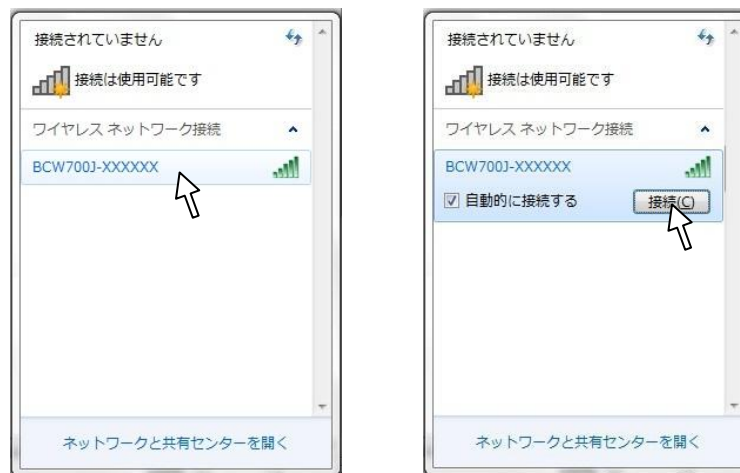 接続されていません
接続は使用可能です
ワイヤレス ネットワーク接続
BCW700J-XXXXXX
ネットワークと共有センターを開く
接続されていません
接続は使用可能です
ワイヤレス ネットワーク接続
BCW700J-XXXXXX
自動的に接続する 接続(C)
ネットワークと共有センターを開く